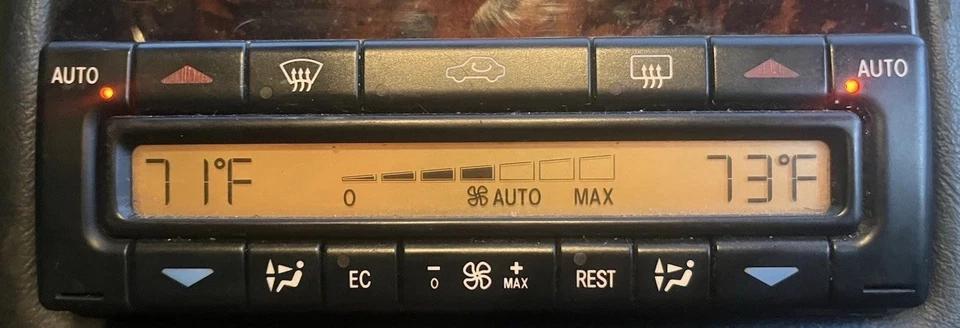 AUTO AUTO
71°F 73°F
0 AUTO MAX
EC - 0 + MAX REST